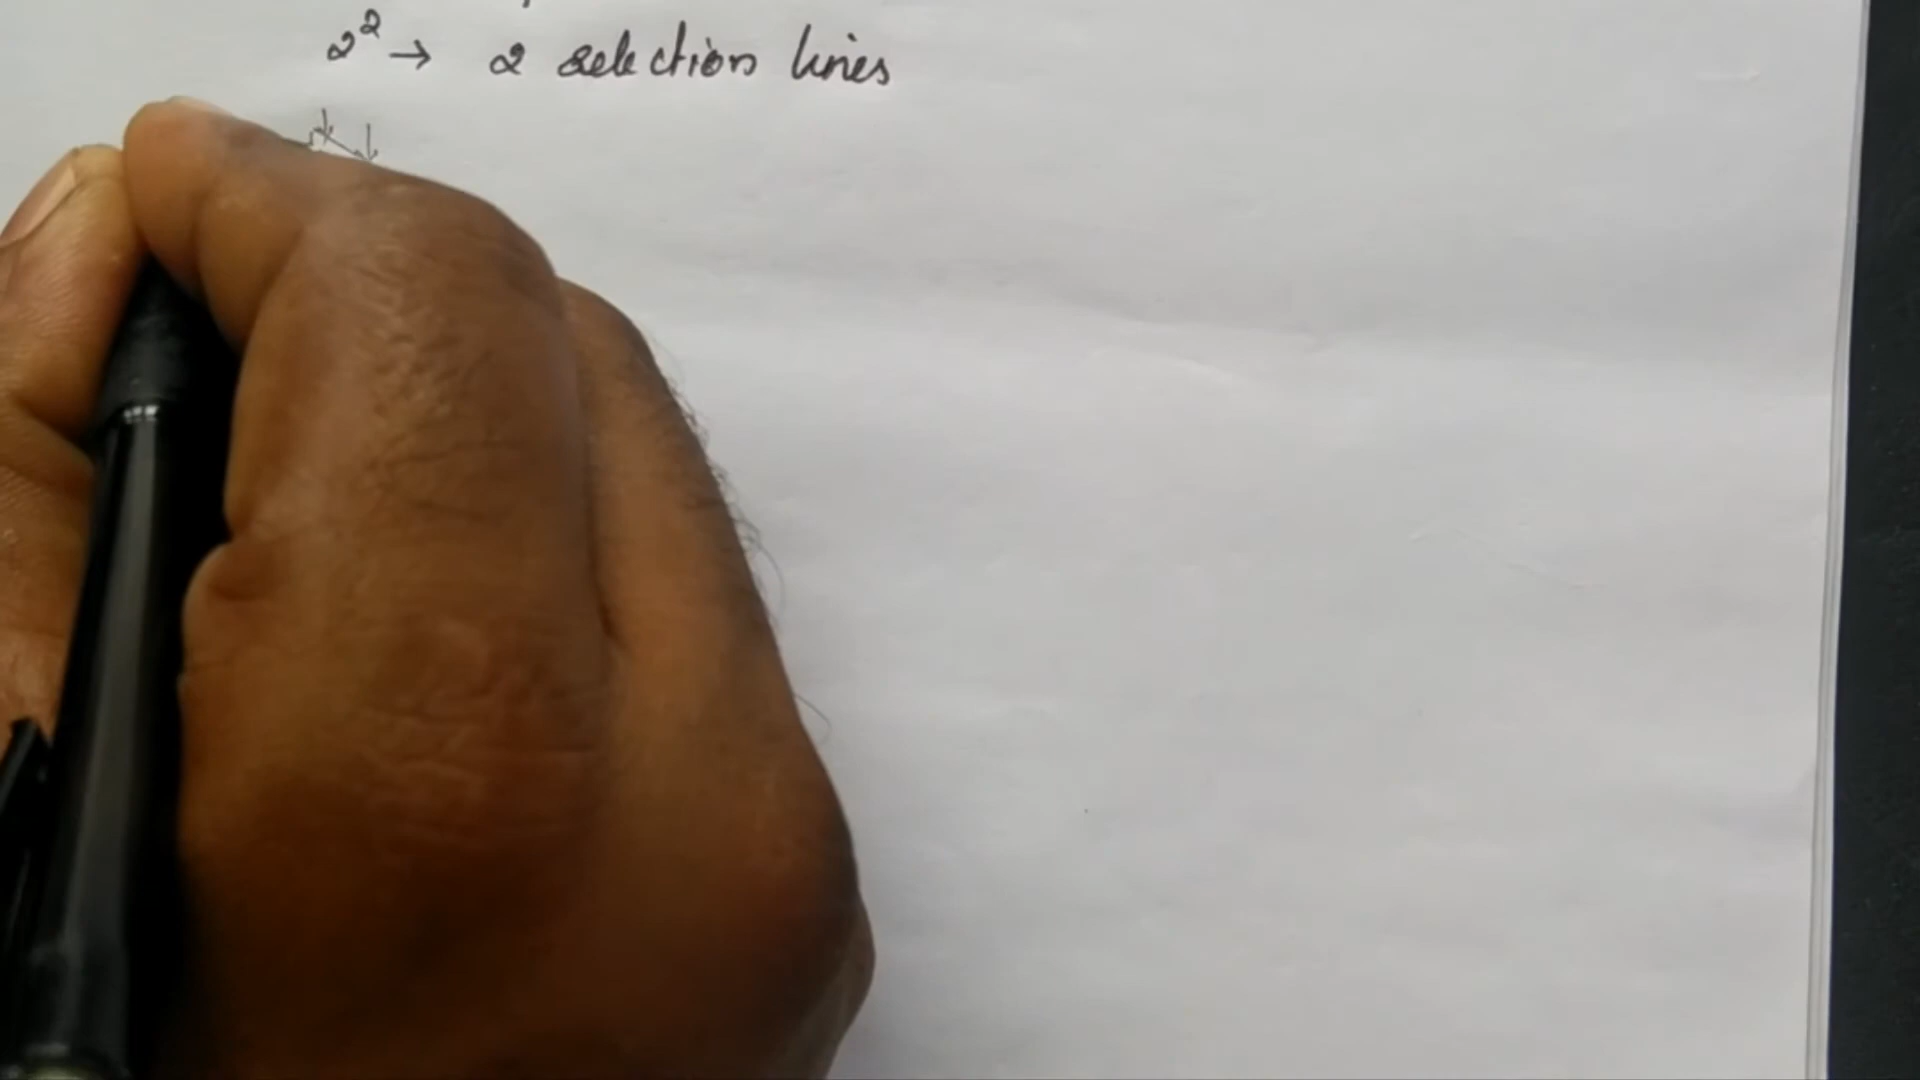 2² → 2 selection lines